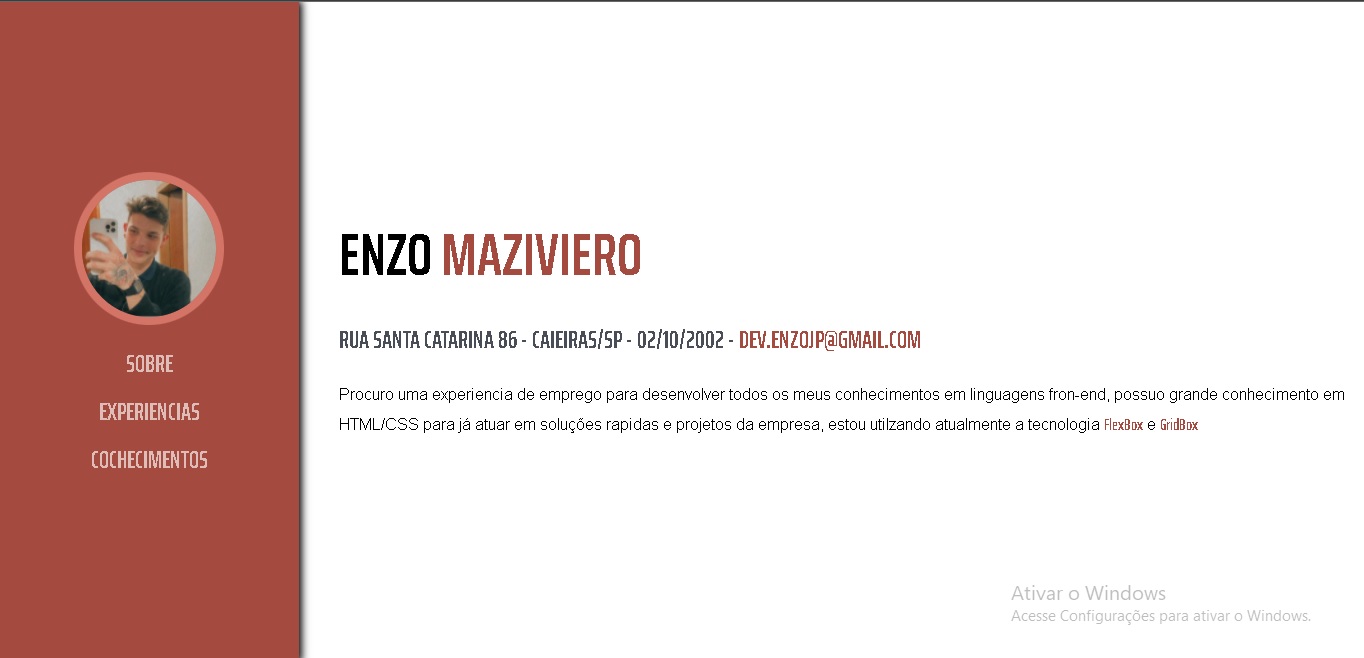 SOBRE
EXPERIENCIAS
COCHECIMENTOS
ENZO MAZIVIERO
RUA SANTA CATARINA 86 - CAIEIRAS/SP - 02/10/2002 - DEV.ENZOJP@GMAIL.COM
Procuro uma experiencia de emprego para desenvolver todos os meus conhecimentos em linguagens fron-end, possuo grande conhecimento em
HTML/CSS para já atuar em soluções rapidas e projetos da empresa, estou utilzando atualmente a tecnologia FlexBox e GridBox
Ativar o Windows
Acesse Configurações para ativar o Windows.